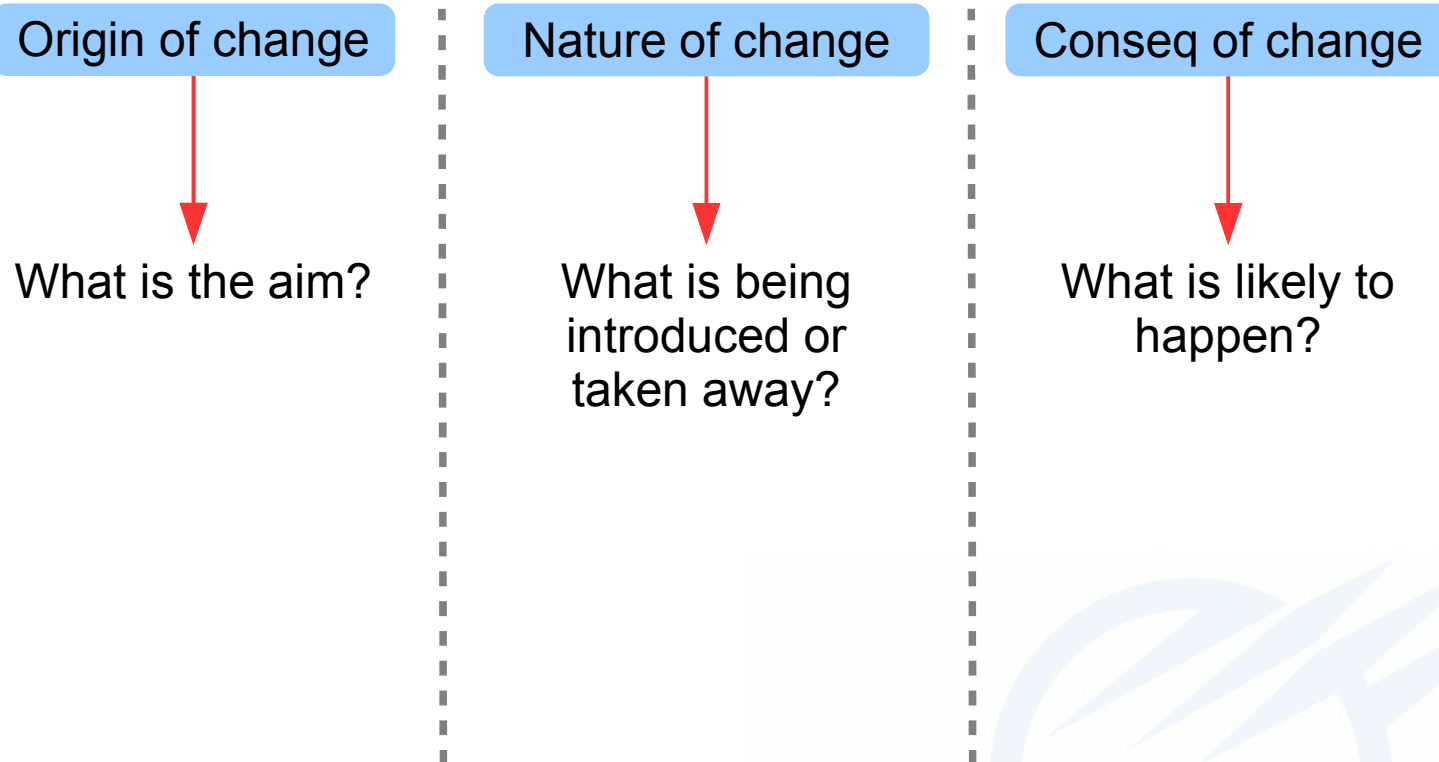 Origin of change
What is the aim?
Nature of change
What is being
introduced or
taken away?
Conseq of change
What is likely to
happen?